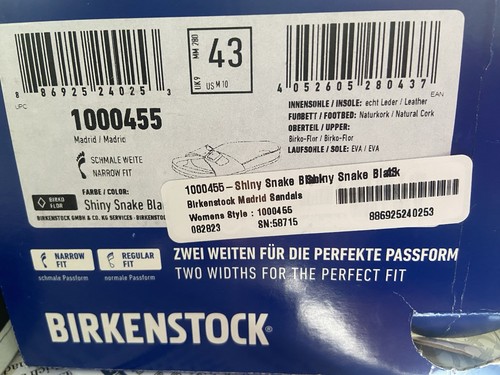 8 86925 24025 3
UPC
MM 280
43
UK 9
US M 10
4 052605 280437
EAN
1000455
Madrid / Madrid
SCHMALE WEITE
NARROW FIT
INNENSOHLE / INSOLE: echt Leder / Leather
FUßBETT / FOOTBED: Naturkork / Natural Cork
OBERTEIL / UPPER:
Birko-Flor / Birko-Flor
LAUFSOHLE / SOLE: EVA / EVA
BIRKO
FLOR
FARBE / COLOR:
Shiny Snake Bla
BIRKENSTOCK GMBH & CO. KG SERVICES · BIRKENSTO
1000455-Shiny Snake Shiny Snake Black
Birkenstock Madrid Sandals
Womens Style : 1000455
082823 SN:58715
886925240253
NARROW
FIT
schmale Passform
REGULAR
FIT
normale Passform
ZWEI WEITEN FÜR DIE PERFEKTE PASSFORM
TWO WIDTHS FOR THE PERFECT FIT
BIRKENSTOCK®